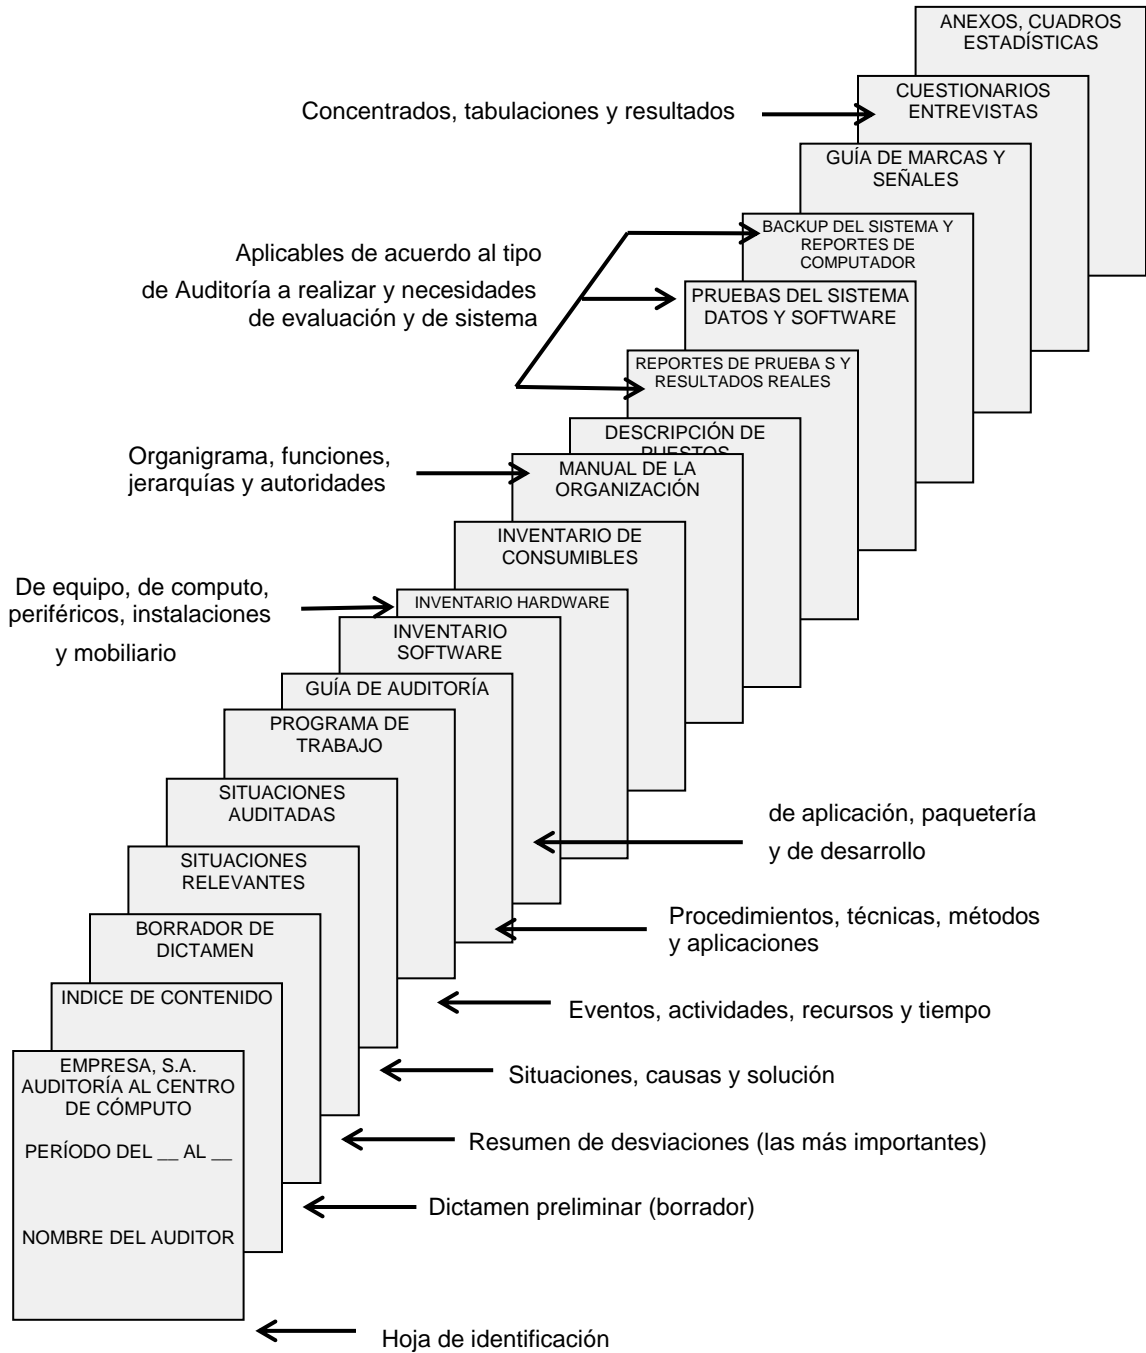 ANEXOS, CUADROS
ESTADÍSTICAS
CUESTIONARIOS
ENTREVISTAS
Concentrados, tabulaciones y resultados
GUÍA DE MARCAS Y
SEÑALES
BACKUP DEL SISTEMA Y
REPORTES DE
COMPUTADOR
Aplicables de acuerdo al tipo
de Auditoría a realizar y necesidades
de evaluación y de sistema
PRUEBAS DEL SISTEMA
DATOS Y SOFTWARE
REPORTES DE PRUEBA S Y
RESULTADOS REALES
DESCRIPCIÓN DE
PUESTOS
Organigrama, funciones,
jerarquías y autoridades
MANUAL DE LA
ORGANIZACIÓN
INVENTARIO DE
CONSUMIBLES
De equipo, de computo,
periféricos, instalaciones
y mobiliario
INVENTARIO HARDWARE
INVENTARIO
SOFTWARE
GUÍA DE AUDITORÍA
PROGRAMA DE
TRABAJO
SITUACIONES
AUDITADAS
de aplicación, paquetería
y de desarrollo
SITUACIONES
RELEVANTES
Procedimientos, técnicas, métodos
y aplicaciones
BORRADOR DE
DICTAMEN
INDICE DE CONTENIDO
Eventos, actividades, recursos y tiempo
EMPRESA, S.A.
AUDITORÍA AL CENTRO
DE CÓMPUTO
Situaciones, causas y solución
PERÍODO DEL __ AL __
Resumen de desviaciones (las más importantes)
Dictamen preliminar (borrador)
NOMBRE DEL AUDITOR
Hoja de identificación